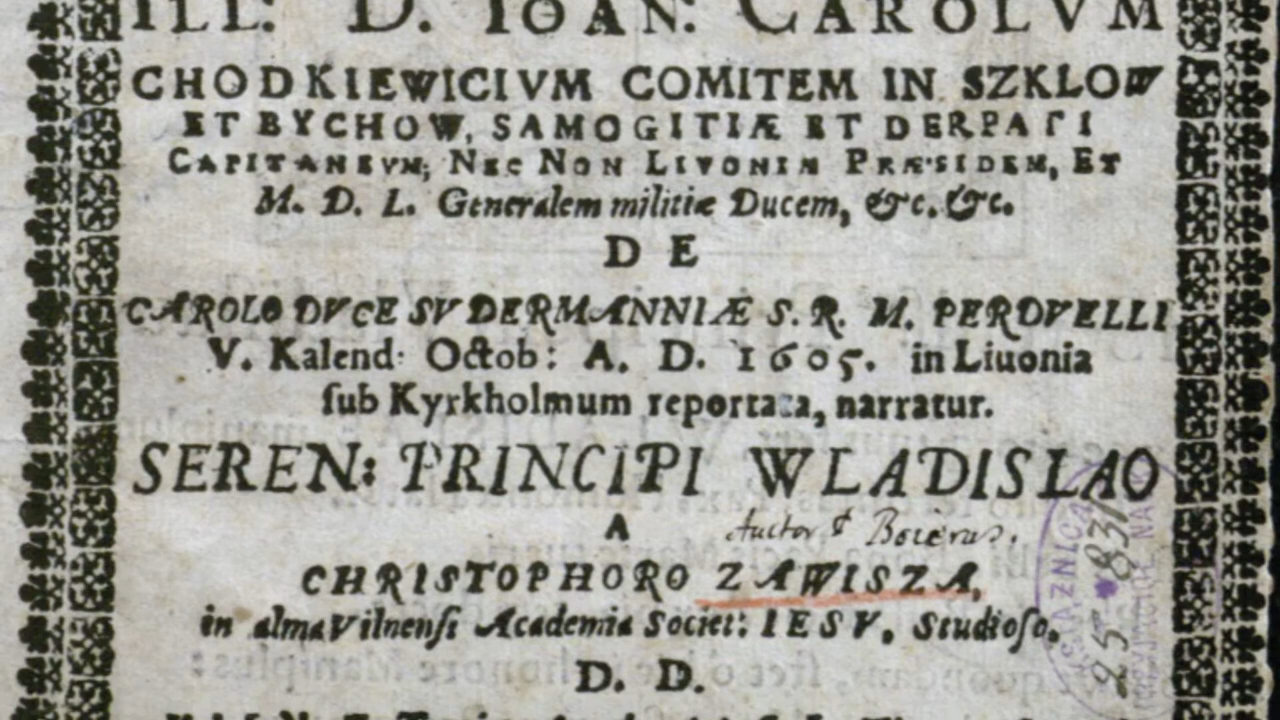 ILL: D. IOAN: CAROLVM
CHODKIEWICIVM COMITEM IN SZKLOW
ET BYCHOW, SAMOGITIÆ ET DERPATI
CAPITANEVM; NEC NON LIVONIÆ PRÆSIDEM, ET
M. D. L. Generalem militiæ Ducem, &c. &c.
DE
CAROLO DVCE SVDERMANNIÆ S. R. M. PERDVELLI
V. Kalend: Octob: A. D. 1605. in Liuonia
ſub Kyrkholmum reportata, narratur.
SEREN: PRINCIPI WLADISLAO
A
Auctor
CHRISTOPHORO ZAWISZA,
in alma Vilnenſi Academia Societ: IESV. Studioſo.
D. D.
25 831